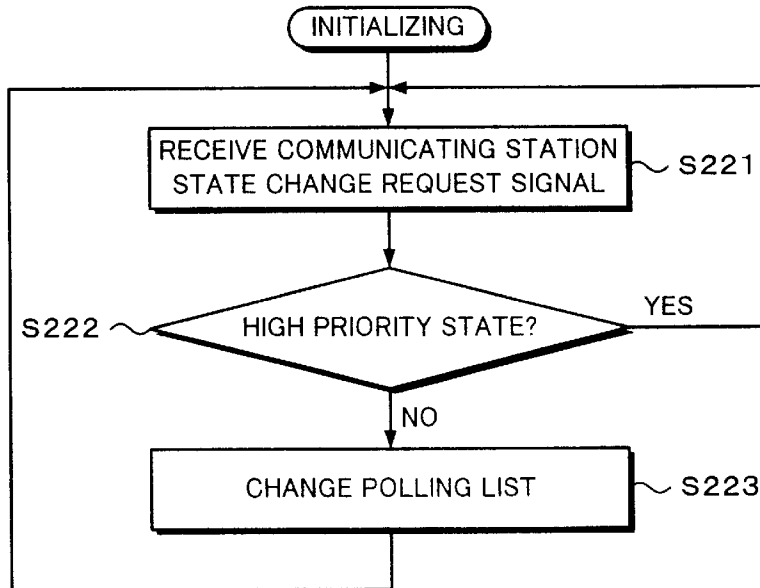 INITIALIZING
RECEIVE COMMUNICATING STATION
STATE CHANGE REQUEST SIGNAL
S221
S222
HIGH PRIORITY STATE?
YES
NO
CHANGE POLLING LIST
S223